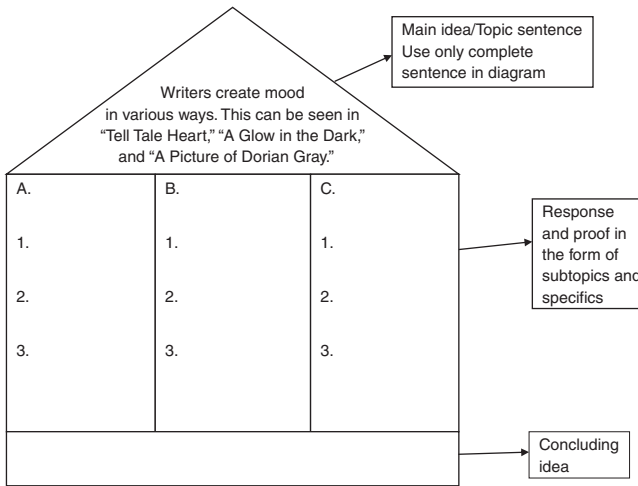 Main idea/Topic sentence
Use only complete
sentence in diagram
Writers create mood
in various ways. This can be seen in
“Tell Tale Heart,” “A Glow in the Dark,”
and “A Picture of Dorian Gray.”
A.
1.
2.
3.
B.
1.
2.
3.
C.
1.
2.
3.
Response
and proof in
the form of
subtopics and
specifics
Concluding
idea